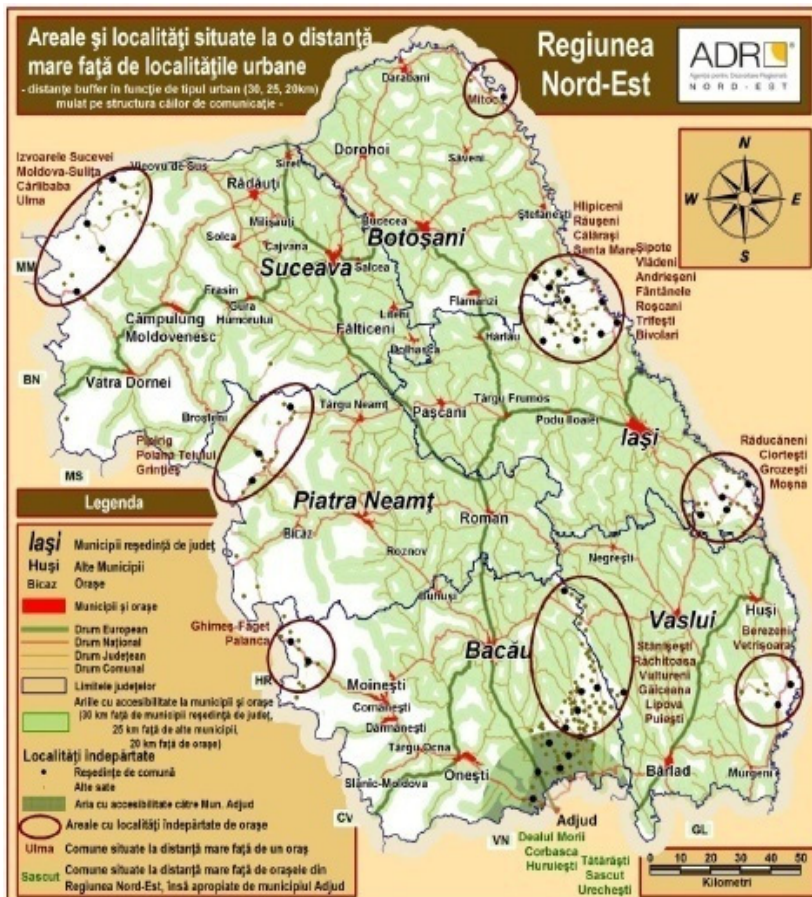 Areale şi localităţi situate la o distanţă
mare faţă de localităţile urbane
- distanţe buffer în funcţie de tipul urban (30, 25, 20km)
mulat pe structura căilor de comunicaţie -
Regiunea
Nord-Est
ADR
Agenţia pentru Dezvoltare Regională
NORD-EST
N
W
E
S
Darabani
Mitoc
Izvoarele Sucevei
Moldova-Suliţa
Cârlibaba
Ulma
Vicovu de Sus
Siret
Dorohoi
Săveni
Rădăuţi
Milişauţi
Bucecea
Ştefăneşti
Hlipiceni
Răuşeni
Călăraşi
Santa Mare
Solca
Cajvana
Botoşani
Suceava
Salcea
Şipote
Vlădeni
Andrieşeni
Fântânele
Roşcani
Trifeşti
Bivolari
MM
Frasin
Gura
Humorului
Liteni
Flamanzi
Câmpulung
Moldovenesc
Fălticeni
Dolhasca
Hârlău
BN
Vatra Dornei
Broşteni
Târgu Neamţ
Paşcani
Târgu Frumos
Podu Iloaiei
Iaşi
Pipirig
Poiana Teiului
Grinţieş
MS
Răducăneni
Ciorteşti
Grozeşti
Moşna
Piatra Neamţ
Bicaz
Roman
Roznov
Negreşti
Buhuşi
Huşi
Vaslui
Ghimeş-Făget
Palanca
HR
Bacău
Berezeni
Vetrişoara
Stănişeşti
Răchitoasa
Vultureni
Găiceana
Lipova
Puieşti
Moineşti
Comăneşti
Dărmăneşti
Târgu Ocna
Slănic-Moldova
Oneşti
Bârlad
Murgeni
CV
VN
Adjud
GL
Dealul Morii
Corbasca
Huruieşti
Tătărăşti
Sascut
Urecheşti
0 10 20 30 40 50
Kilometri
Legenda
Iaşi Municipii reşedinţă de judeţ
Huşi Alte Municipii
Bicaz Oraşe
Municipii şi oraşe
Drum European
Drum Naţional
Drum Judeţean
Drum Comunal
Limitele judeţelor
Ariile cu accesibilitate la municipii şi oraşe
(30 km faţă de municipii reşedinţă de judeţ,
25 km faţă de alte municipii,
20 km faţă de oraşe)
Localităţi îndepărtate
Reşedinţe de comună
Alte sate
Aria cu accesibilitate către Mun. Adjud
Areale cu localităţi îndepărtate de oraşe
Ulma Comune situate la distanţă mare faţă de un oraş
Sascut Comune situate la distanţă mare faţă de oraşele din
Regiunea Nord-Est, însă apropiate de municipiul Adjud